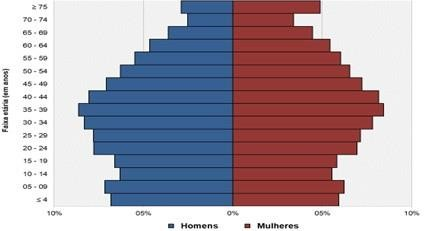 Faixa etária (em anos)
≥ 75
70 - 74
65 - 69
60 - 64
55 - 59
50 - 54
45 - 49
40 - 44
35 - 39
30 - 34
25 - 29
20 - 24
15 - 19
10 - 14
05 - 09
≤ 4
10% 05% 0% 05% 10%
Homens Mulheres